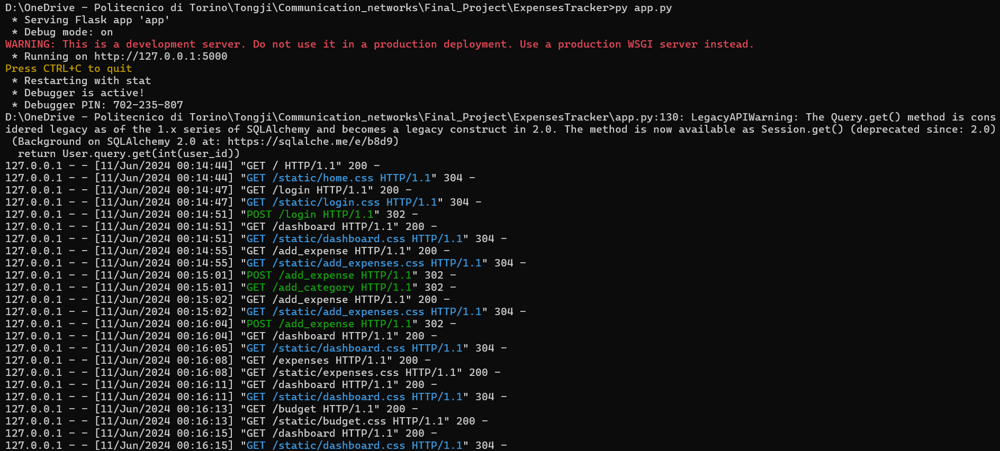 D:\OneDrive - Politecnico di Torino\Tongji\Communication_networks\Final_Project\ExpensesTracker>py app.py
 * Serving Flask app 'app'
 * Debug mode: on
WARNING: This is a development server. Do not use it in a production deployment. Use a production WSGI server instead.
 * Running on http://127.0.0.1:5000
Press CTRL+C to quit
 * Restarting with stat
 * Debugger is active!
 * Debugger PIN: 702-235-807
D:\OneDrive - Politecnico di Torino\Tongji\Communication_networks\Final_Project\ExpensesTracker\app.py:130: LegacyAPIWarning: The Query.get() method is cons
idered legacy as of the 1.x series of SQLAlchemy and becomes a legacy construct in 2.0. The method is now available as Session.get() (deprecated since: 2.0)
 (Background on SQLAlchemy 2.0 at: https://sqlalche.me/e/b8d9)
  return User.query.get(int(user_id))
127.0.0.1 - - [11/Jun/2024 00:14:44] "GET / HTTP/1.1" 200 -
127.0.0.1 - - [11/Jun/2024 00:14:44] "GET /static/home.css HTTP/1.1" 304 -
127.0.0.1 - - [11/Jun/2024 00:14:47] "GET /login HTTP/1.1" 200 -
127.0.0.1 - - [11/Jun/2024 00:14:47] "GET /static/login.css HTTP/1.1" 304 -
127.0.0.1 - - [11/Jun/2024 00:14:51] "POST /login HTTP/1.1" 302 -
127.0.0.1 - - [11/Jun/2024 00:14:51] "GET /dashboard HTTP/1.1" 200 -
127.0.0.1 - - [11/Jun/2024 00:14:51] "GET /static/dashboard.css HTTP/1.1" 304 -
127.0.0.1 - - [11/Jun/2024 00:14:55] "GET /add_expense HTTP/1.1" 200 -
127.0.0.1 - - [11/Jun/2024 00:14:55] "GET /static/add_expenses.css HTTP/1.1" 304 -
127.0.0.1 - - [11/Jun/2024 00:15:01] "POST /add_expense HTTP/1.1" 302 -
127.0.0.1 - - [11/Jun/2024 00:15:01] "GET /add_category HTTP/1.1" 302 -
127.0.0.1 - - [11/Jun/2024 00:15:02] "GET /add_expense HTTP/1.1" 200 -
127.0.0.1 - - [11/Jun/2024 00:15:02] "GET /static/add_expenses.css HTTP/1.1" 304 -
127.0.0.1 - - [11/Jun/2024 00:16:04] "POST /add_expense HTTP/1.1" 302 -
127.0.0.1 - - [11/Jun/2024 00:16:04] "GET /dashboard HTTP/1.1" 200 -
127.0.0.1 - - [11/Jun/2024 00:16:05] "GET /static/dashboard.css HTTP/1.1" 304 -
127.0.0.1 - - [11/Jun/2024 00:16:08] "GET /expenses HTTP/1.1" 200 -
127.0.0.1 - - [11/Jun/2024 00:16:08] "GET /static/expenses.css HTTP/1.1" 200 -
127.0.0.1 - - [11/Jun/2024 00:16:11] "GET /dashboard HTTP/1.1" 200 -
127.0.0.1 - - [11/Jun/2024 00:16:11] "GET /static/dashboard.css HTTP/1.1" 304 -
127.0.0.1 - - [11/Jun/2024 00:16:13] "GET /budget HTTP/1.1" 200 -
127.0.0.1 - - [11/Jun/2024 00:16:13] "GET /static/budget.css HTTP/1.1" 200 -
127.0.0.1 - - [11/Jun/2024 00:16:15] "GET /dashboard HTTP/1.1" 200 -
127.0.0.1 - - [11/Jun/2024 00:16:15] "GET /static/dashboard.css HTTP/1.1" 304 -